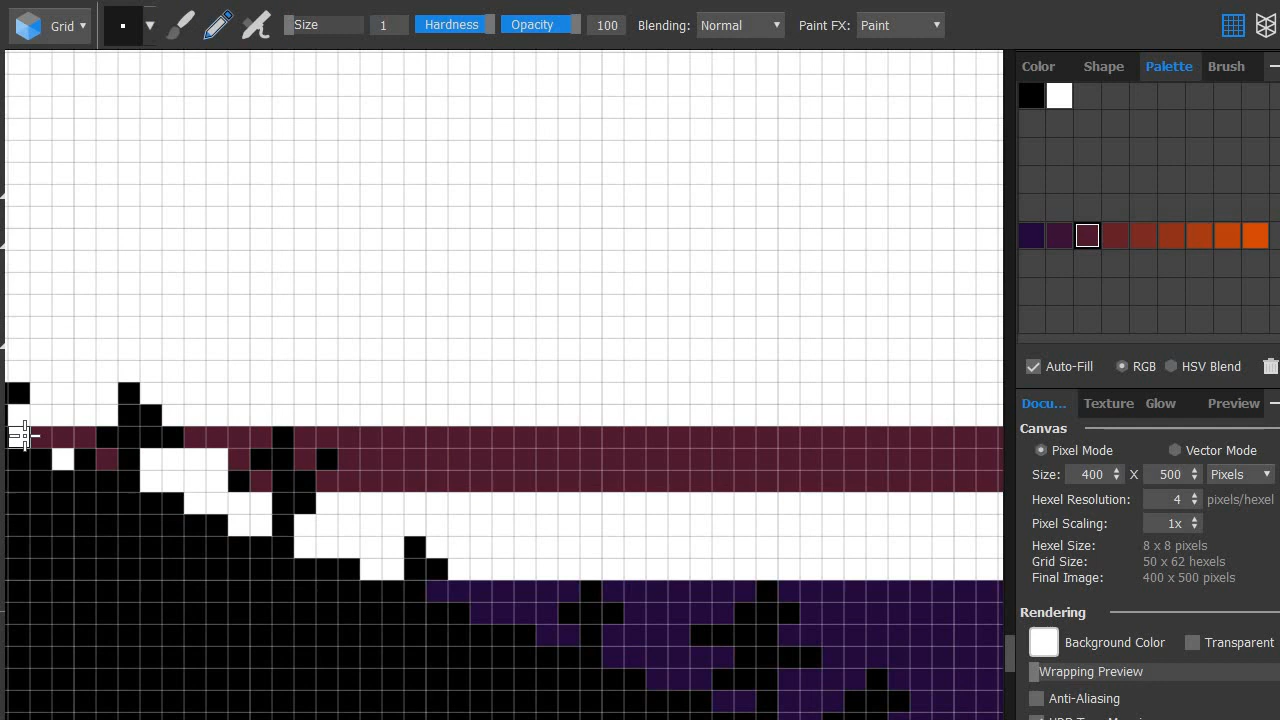 Grid Size 1 Hardness Opacity 100 Blending: Normal Paint FX: Paint
Color Shape Palette Brush
Auto-Fill RGB HSV Blend
Docu... Texture Grid Preview
Canvas
Pixel Mode Vector Mode
Size: 400 X 500 Pixels
Hexel Resolution: 4 pixels/hexel
Pixel Scaling: 1x
Hexel Size: 8 x 8 pixels
Grid Size: 50 x 62 hexels
Final Image: 400 x 500 pixels
Rendering
Background Color Transparent
Wrapping Preview
Anti-Aliasing